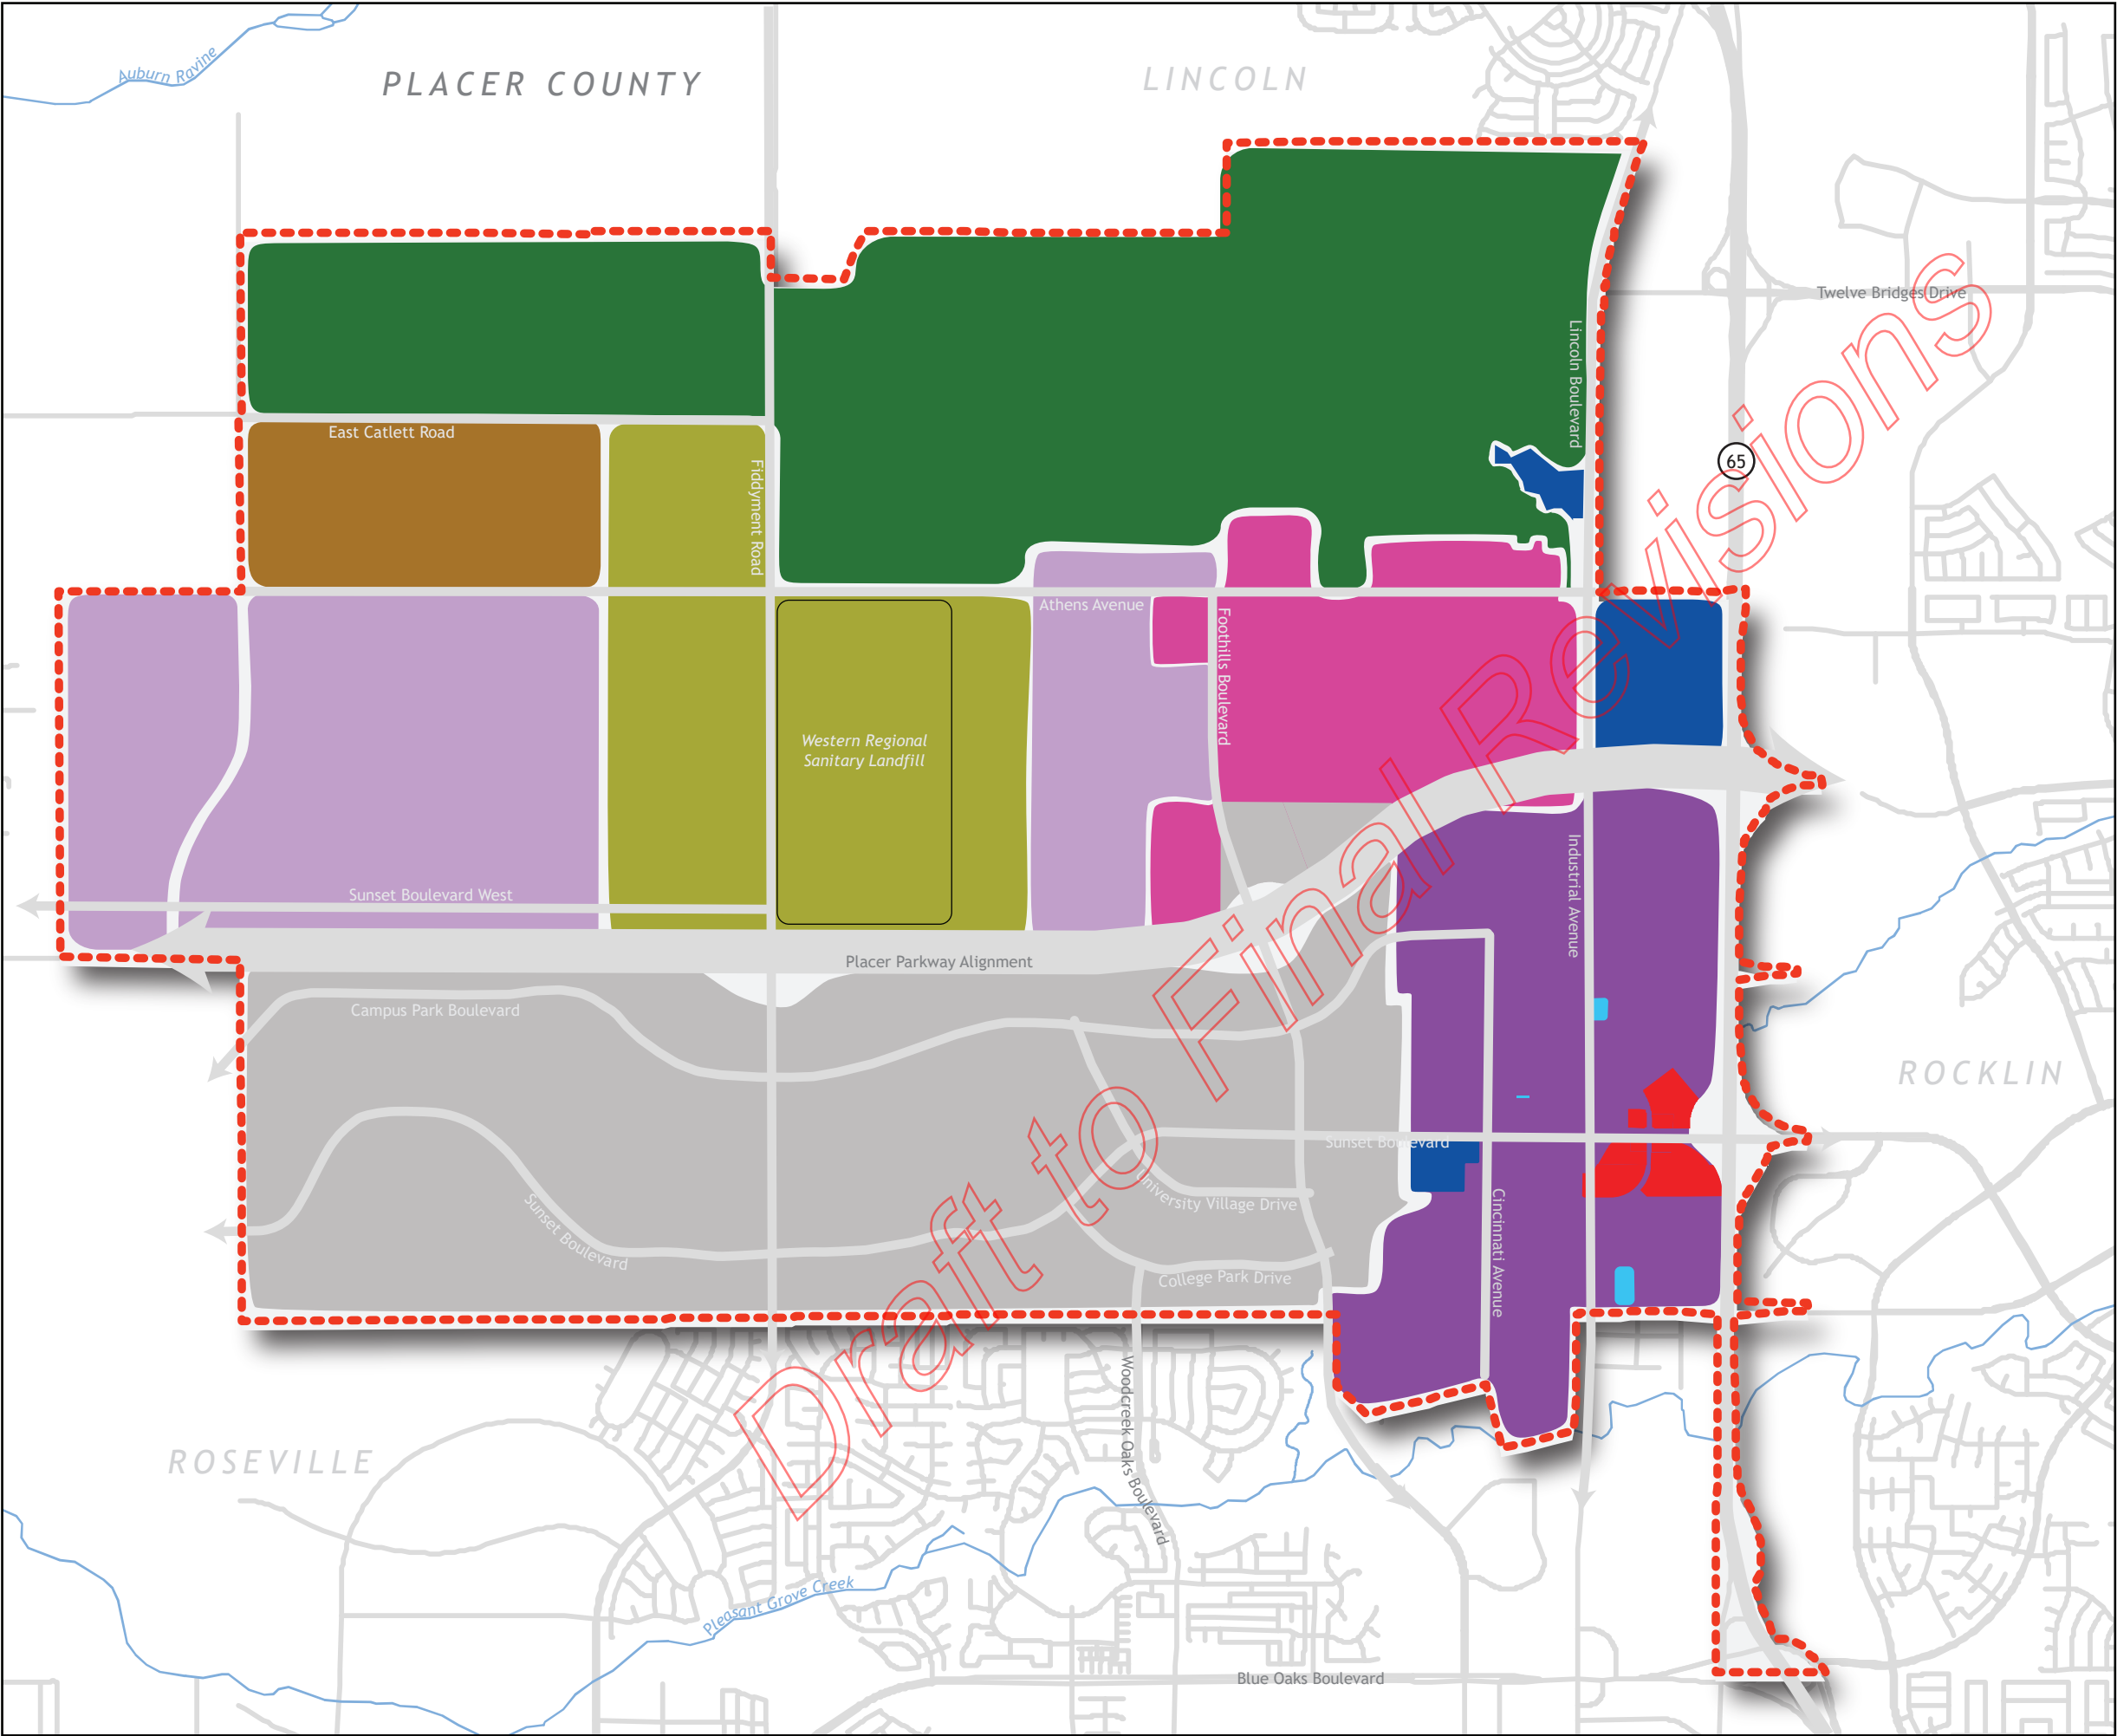 Auburn Ravine
PLACER COUNTY
LINCOLN
Twelve Bridges Drive
Lincoln Boulevard
East Catlett Road
Fiddyment Road
65
Athens Avenue
Foothills Boulevard
Western Regional
Sanitary Landfill
Industrial Avenue
Sunset Boulevard West
Placer Parkway Alignment
Campus Park Boulevard
ROCKLIN
Sunset Boulevard
University Village Drive
Sunset Boulevard
Cincinnati Avenue
College Park Drive
Woodcreek Oaks Boulevard
ROSEVILLE
Pleasant Grove Creek
Blue Oaks Boulevard
Draft to Final Revisions